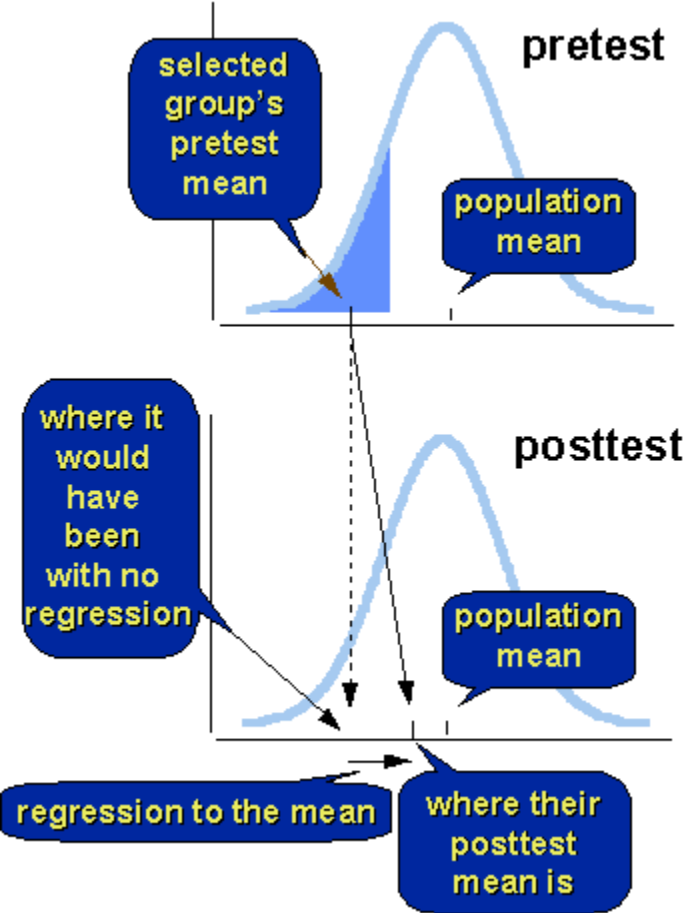 pretest
selected
group's
pretest
mean
population
mean
where it
would
have
been
with no
regression
posttest
population
mean
regression to the mean
where their
posttest
mean is